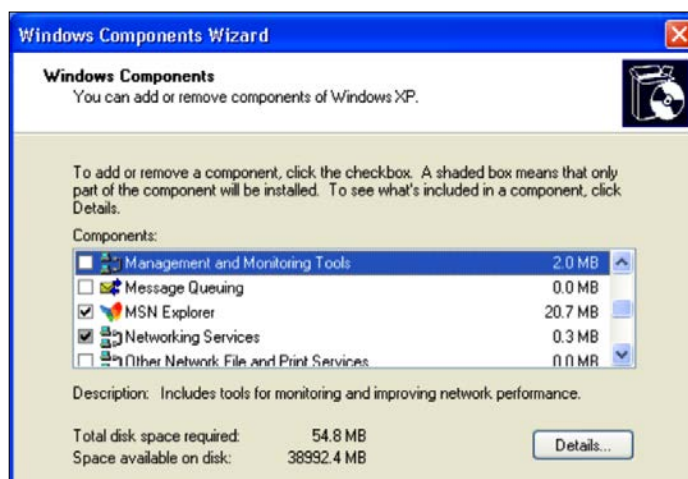 Windows Components Wizard
Windows Components
You can add or remove components of Windows XP.
To add or remove a component, click the checkbox. A shaded box means that only
part of the component will be installed. To see what's included in a component, click
Details.
Components:
Management and Monitoring Tools 2.0 MB
Message Queuing 0.0 MB
MSN Explorer 20.7 MB
Networking Services 0.3 MB
Other Network File and Print Services 0.0 MB
Description: Includes tools for monitoring and improving network performance.
Total disk space required: 54.8 MB
Space available on disk: 38992.4 MB
Details...